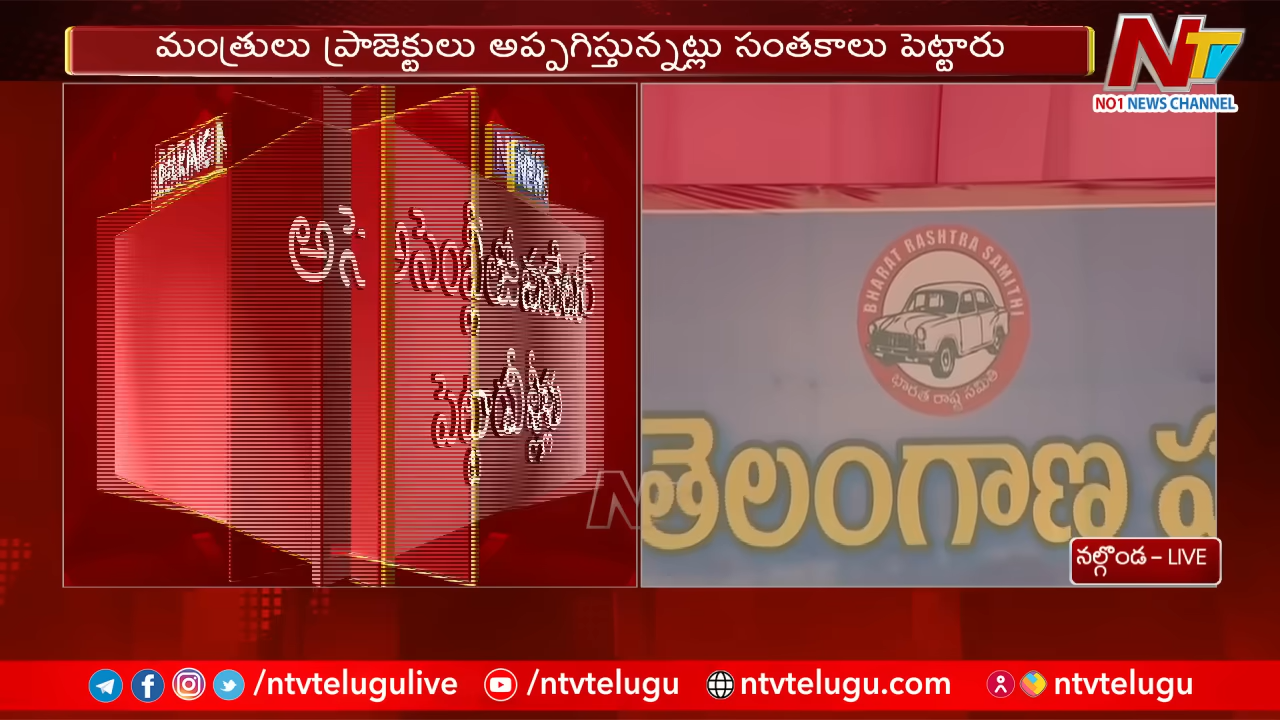 మంత్రులు ప్రాజెక్టులు అప్పగిస్తున్నట్లు సంతకాలు పెట్టారు
NTV
NO1 NEWS CHANNEL
BHARAT RASHTRA SAMITHI
భారత రాష్ట్ర సమితి
తెలంగాణ
నల్గొండ – LIVE
/ntvtelugulive
/ntvtelugu
ntvtelugu.com
ntvtelugu